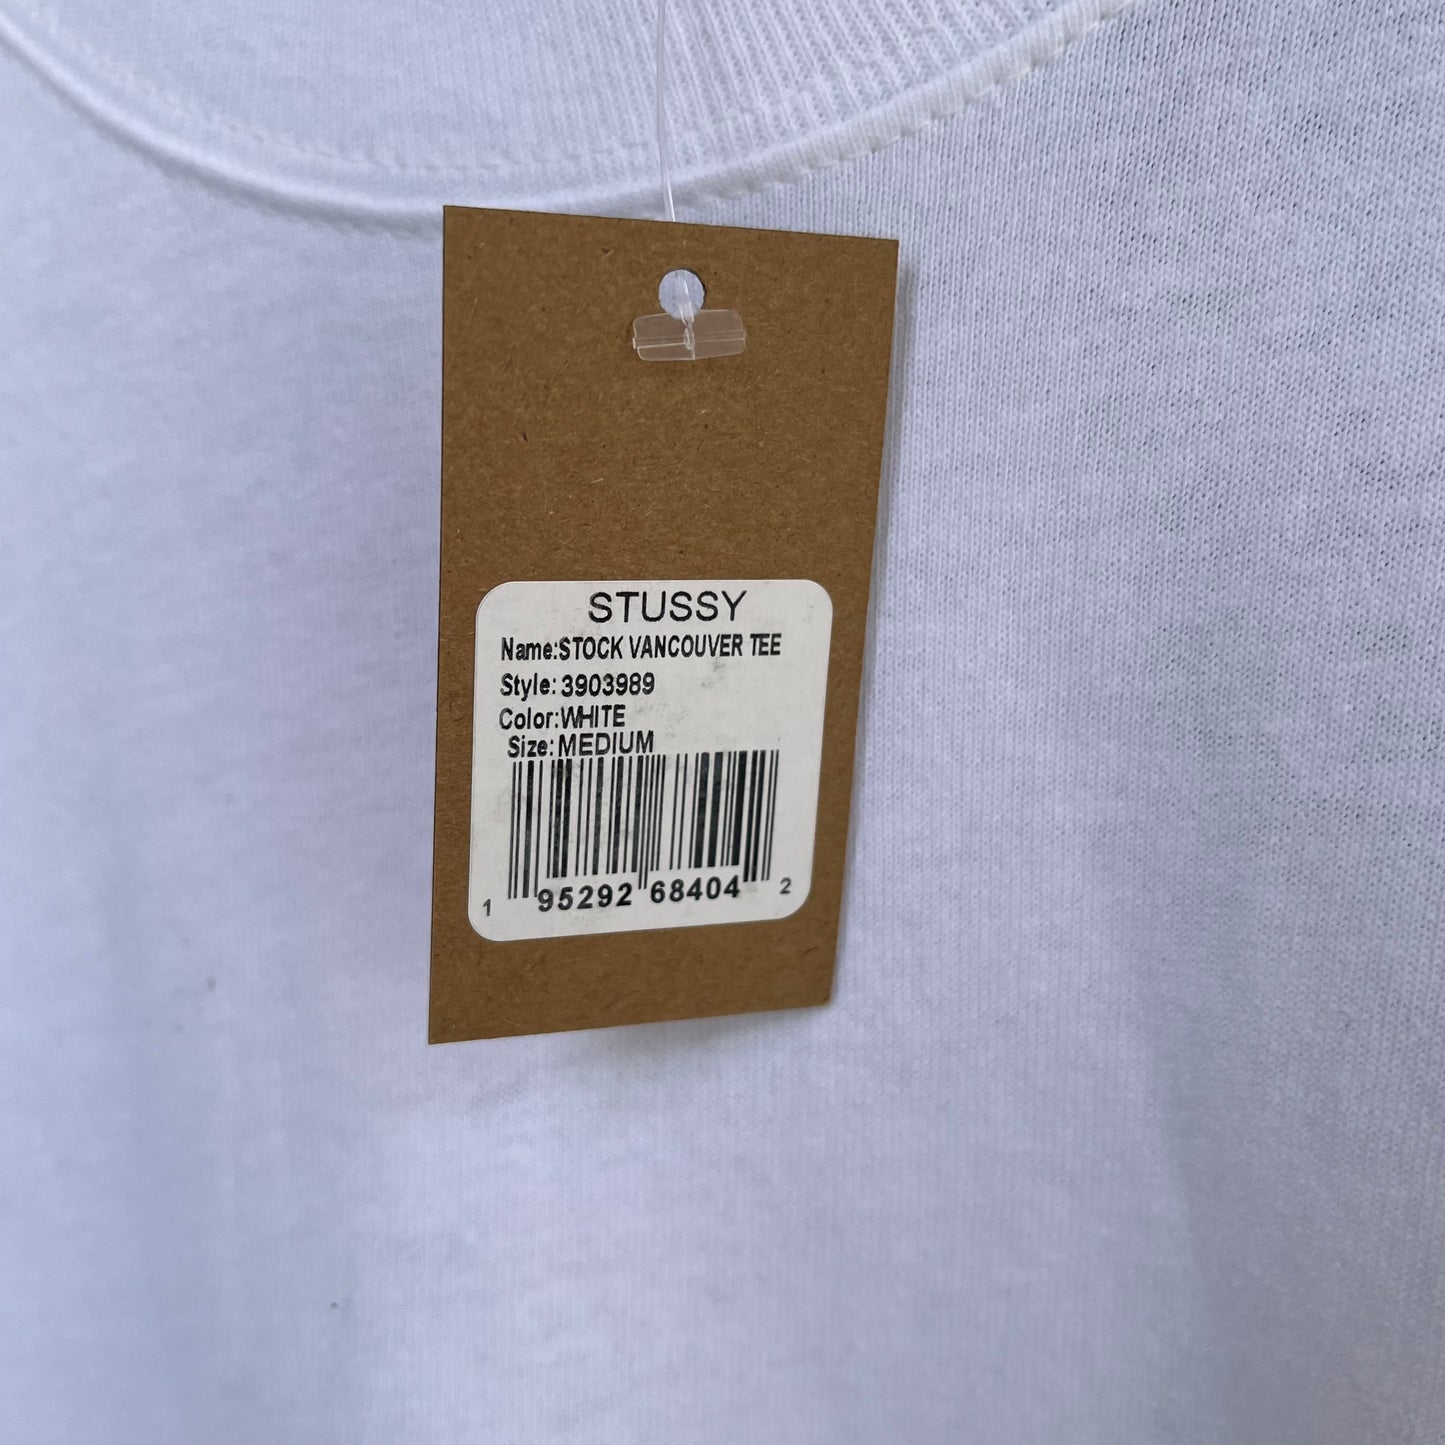 STUSSY
Name:STOCK VANCOUVER TEE
Style: 3903989
Color:WHITE
Size: MEDIUM
1 95292 68404 2